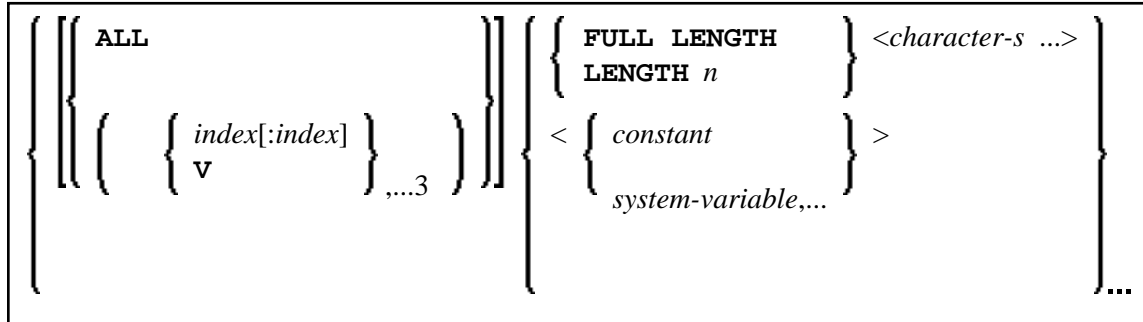 ALL FULL LENGTH <character-s ...>
LENGTH n
( index[:index] < constant >
V ,...3 )
system-variable,...
...